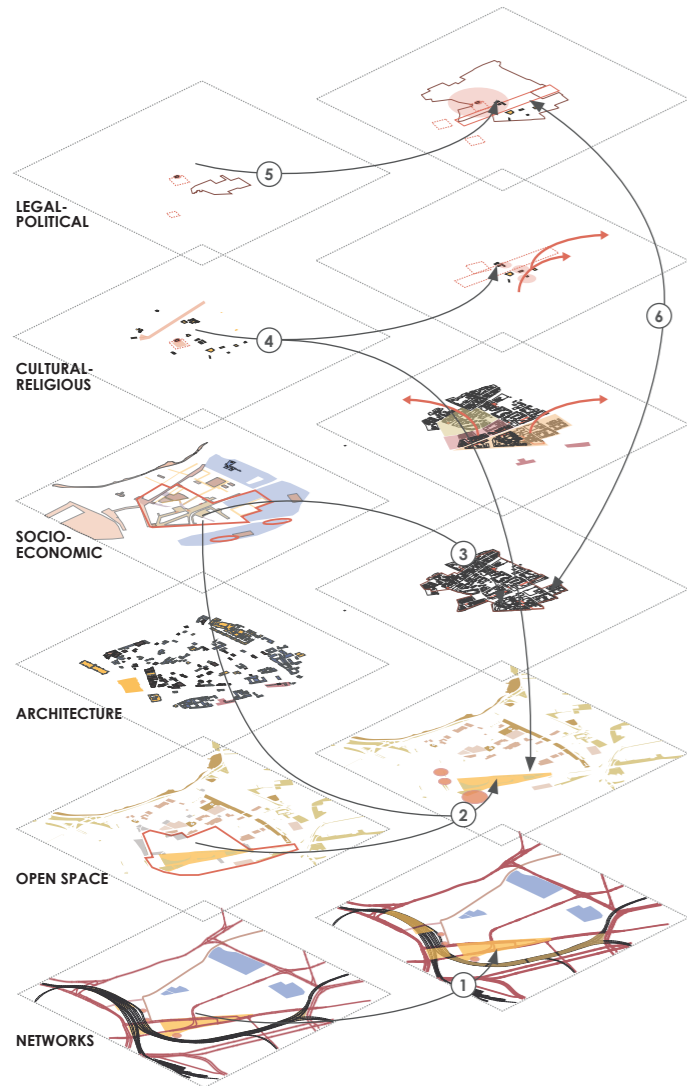 5
LEGAL-
POLITICAL
6
4
CULTURAL-
RELIGIOUS
3
SOCIO-
ECONOMIC
ARCHITECTURE
2
OPEN SPACE
1
NETWORKS